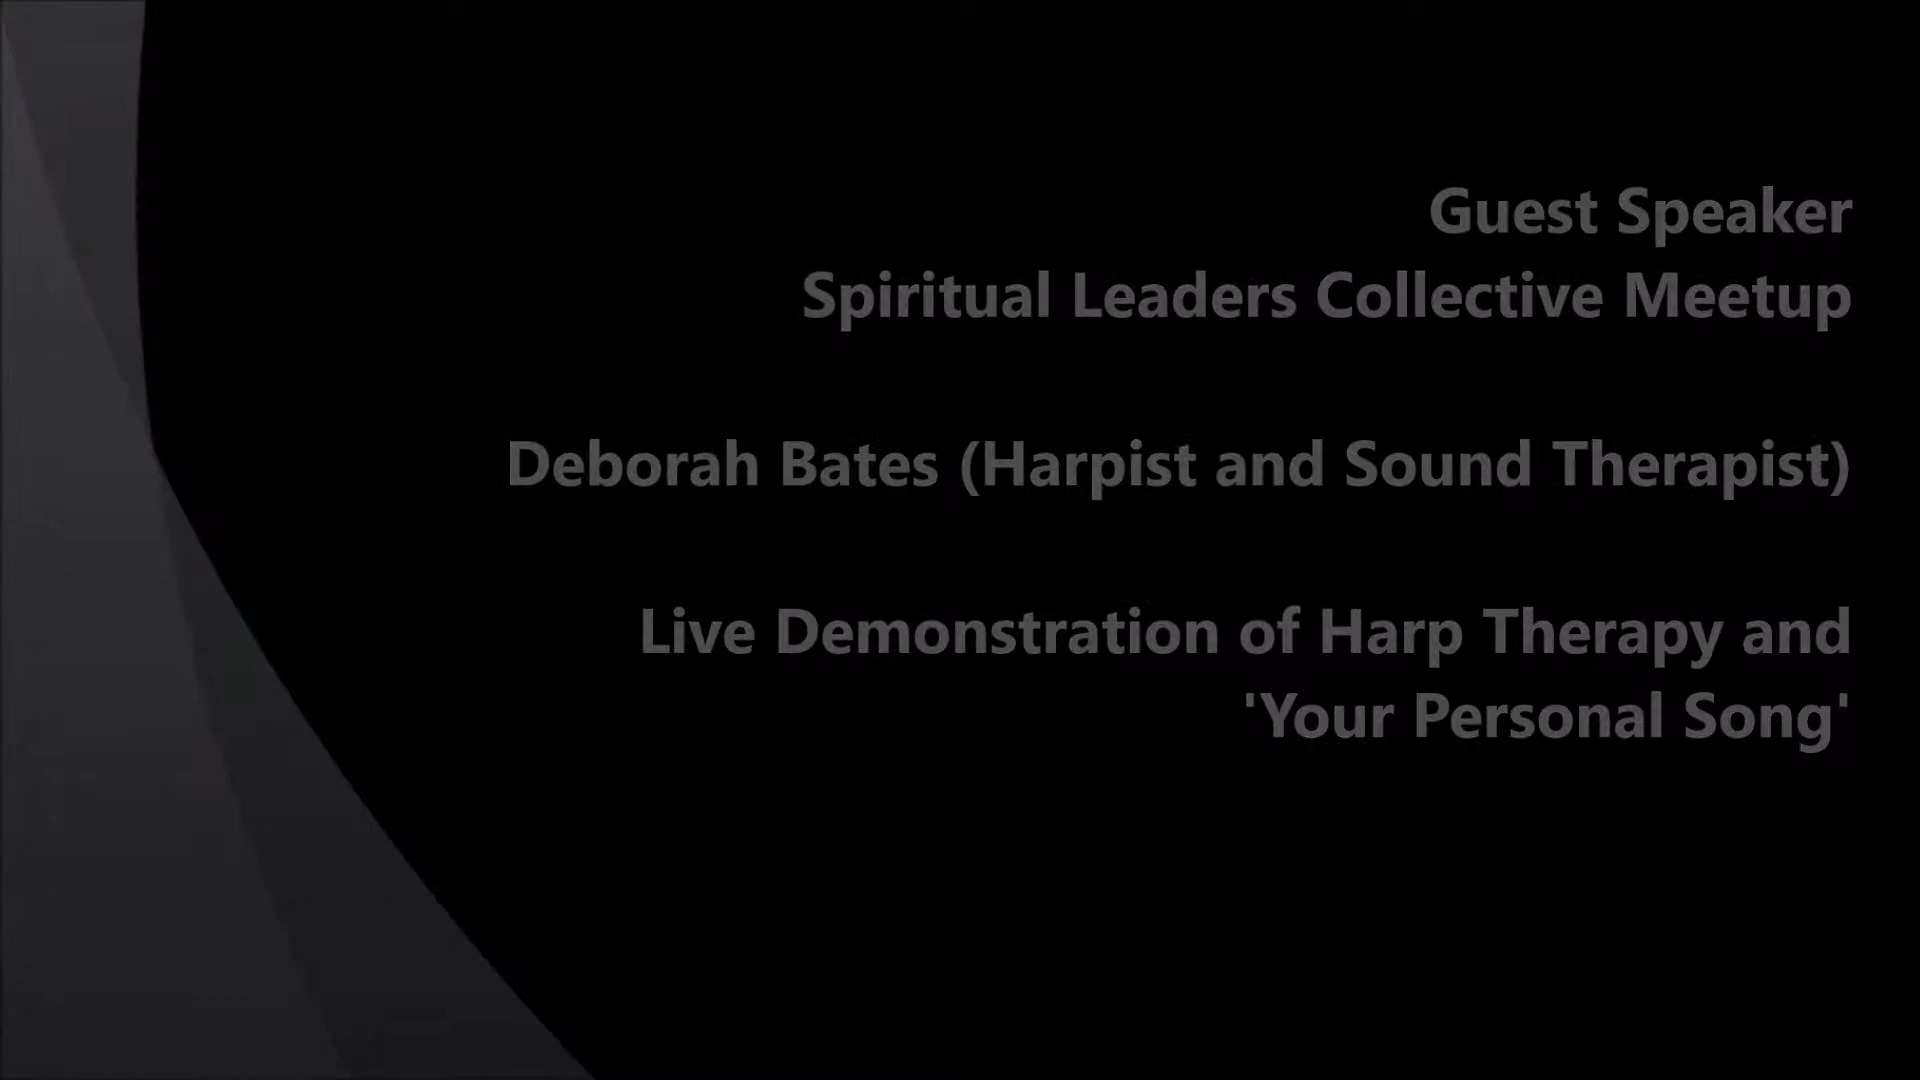 Guest Speaker
Spiritual Leaders Collective Meetup
Deborah Bates (Harpist and Sound Therapist)
Live Demonstration of Harp Therapy and
'Your Personal Song'